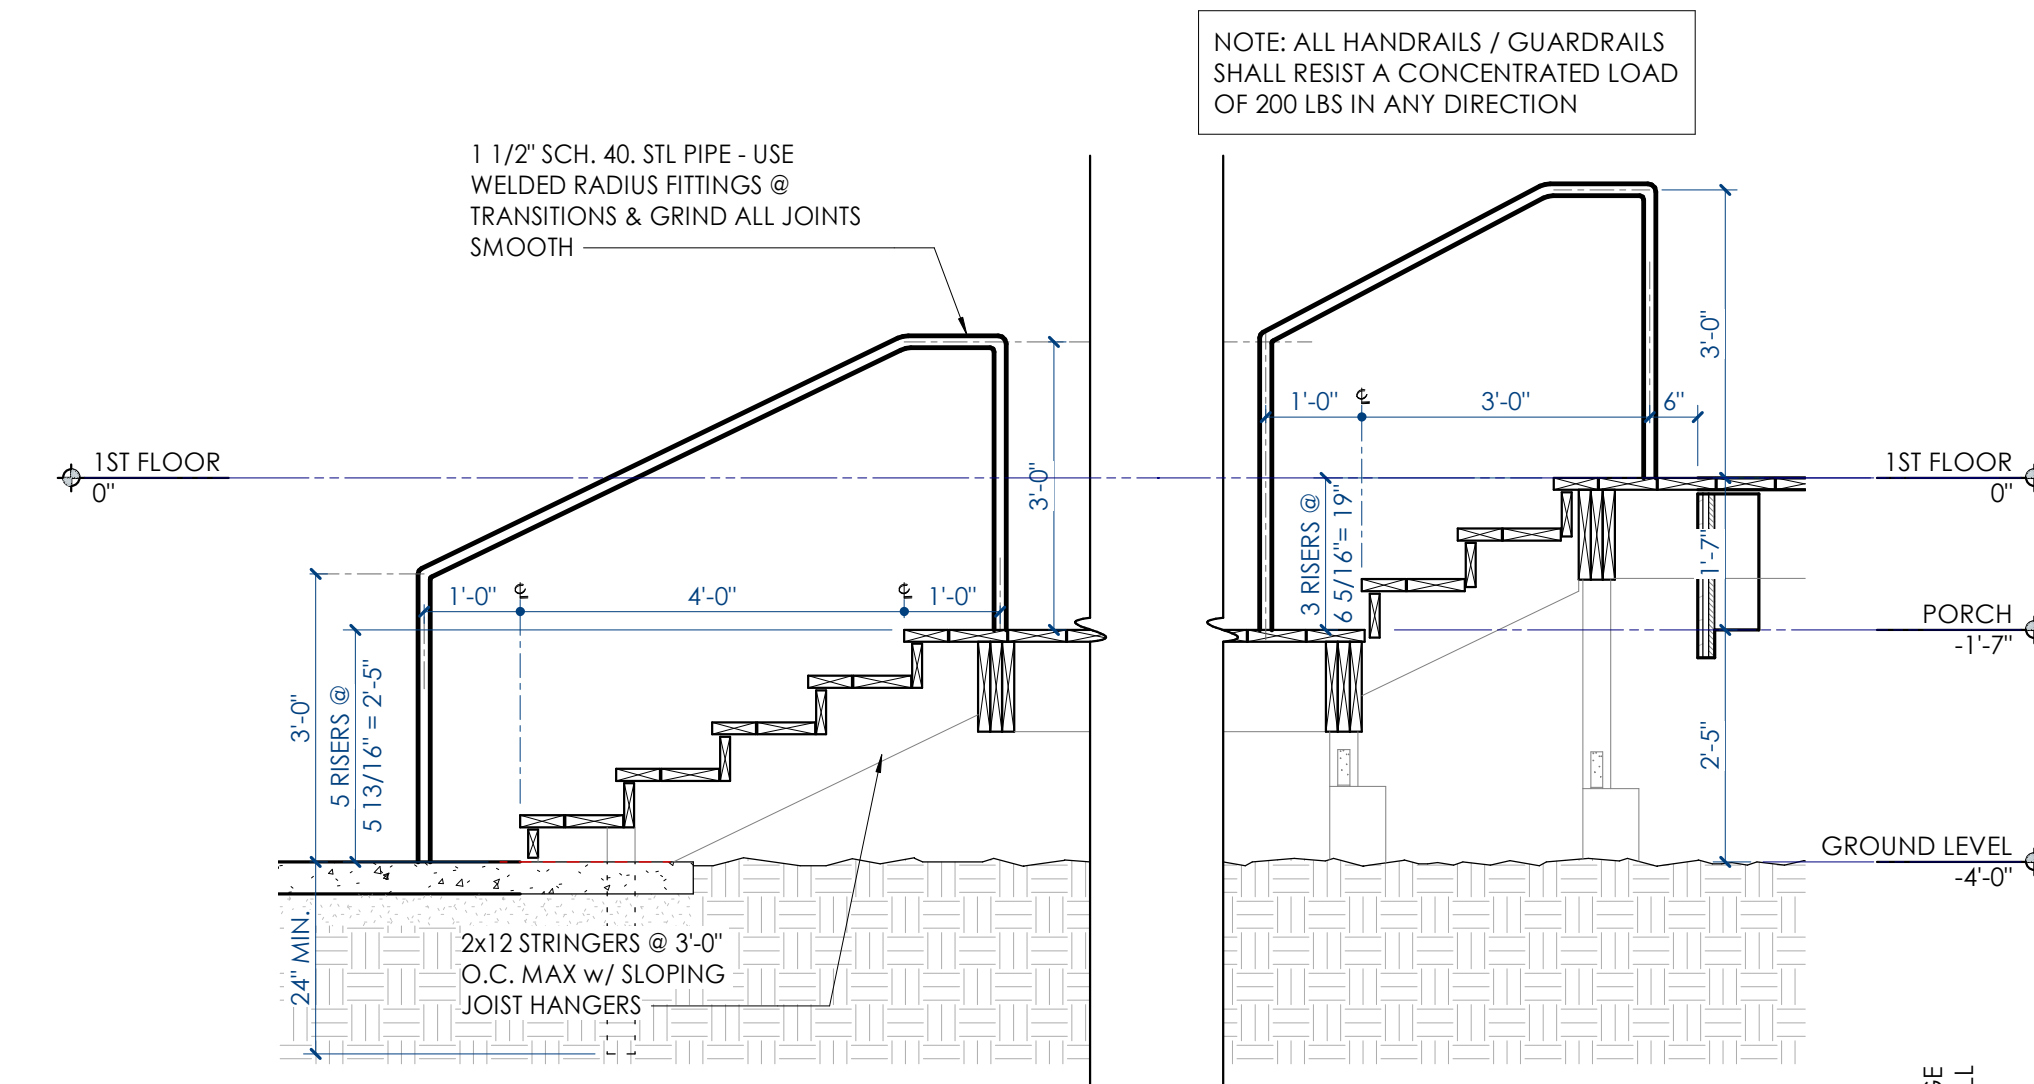 NOTE: ALL HANDRAILS / GUARDRAILS
SHALL RESIST A CONCENTRATED LOAD
OF 200 LBS IN ANY DIRECTION
1 1/2" SCH. 40. STL PIPE - USE
WELDED RADIUS FITTINGS @
TRANSITIONS & GRIND ALL JOINTS
SMOOTH
1ST FLOOR
0"
3'-0"
5 RISERS @
5 13/16" = 2'-5"
24" MIN.
1'-0"
4'-0"
1'-0"
3'-0"
2x12 STRINGERS @ 3'-0"
O.C. MAX w/ SLOPING
JOIST HANGERS
1'-0"
3'-0"
6"
3'-0"
3 RISERS @
6 5/16"= 19"
1'-7"
2'-5"
1ST FLOOR
0"
PORCH
-1'-7"
GROUND LEVEL
-4'-0"